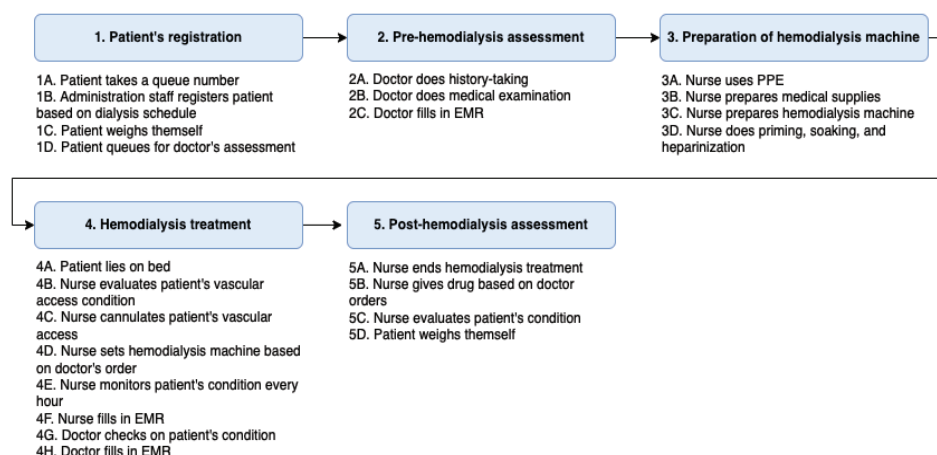 1. Patient's registration
2. Pre-hemodialysis assessment
3. Preparation of hemodialysis machine
1A. Patient takes a queue number
1B. Administration staff registers patient
based on dialysis schedule
1C. Patient weighs themself
1D. Patient queues for doctor's assessment
2A. Doctor does history-taking
2B. Doctor does medical examination
2C. Doctor fills in EMR
3A. Nurse uses PPE
3B. Nurse prepares medical supplies
3C. Nurse prepares hemodialysis machine
3D. Nurse does priming, soaking, and
heparinization
4. Hemodialysis treatment
5. Post-hemodialysis assessment
4A. Patient lies on bed
4B. Nurse evaluates patient's vascular
access condition
4C. Nurse cannulates patient's vascular
access
4D. Nurse sets hemodialysis machine based
on doctor's order
4E. Nurse monitors patient's condition every
hour
4F. Nurse fills in EMR
4G. Doctor checks on patient's condition
4H. Doctor fills in EMR
5A. Nurse ends hemodialysis treatment
5B. Nurse gives drug based on doctor
orders
5C. Nurse evaluates patient's condition
5D. Patient weighs themself